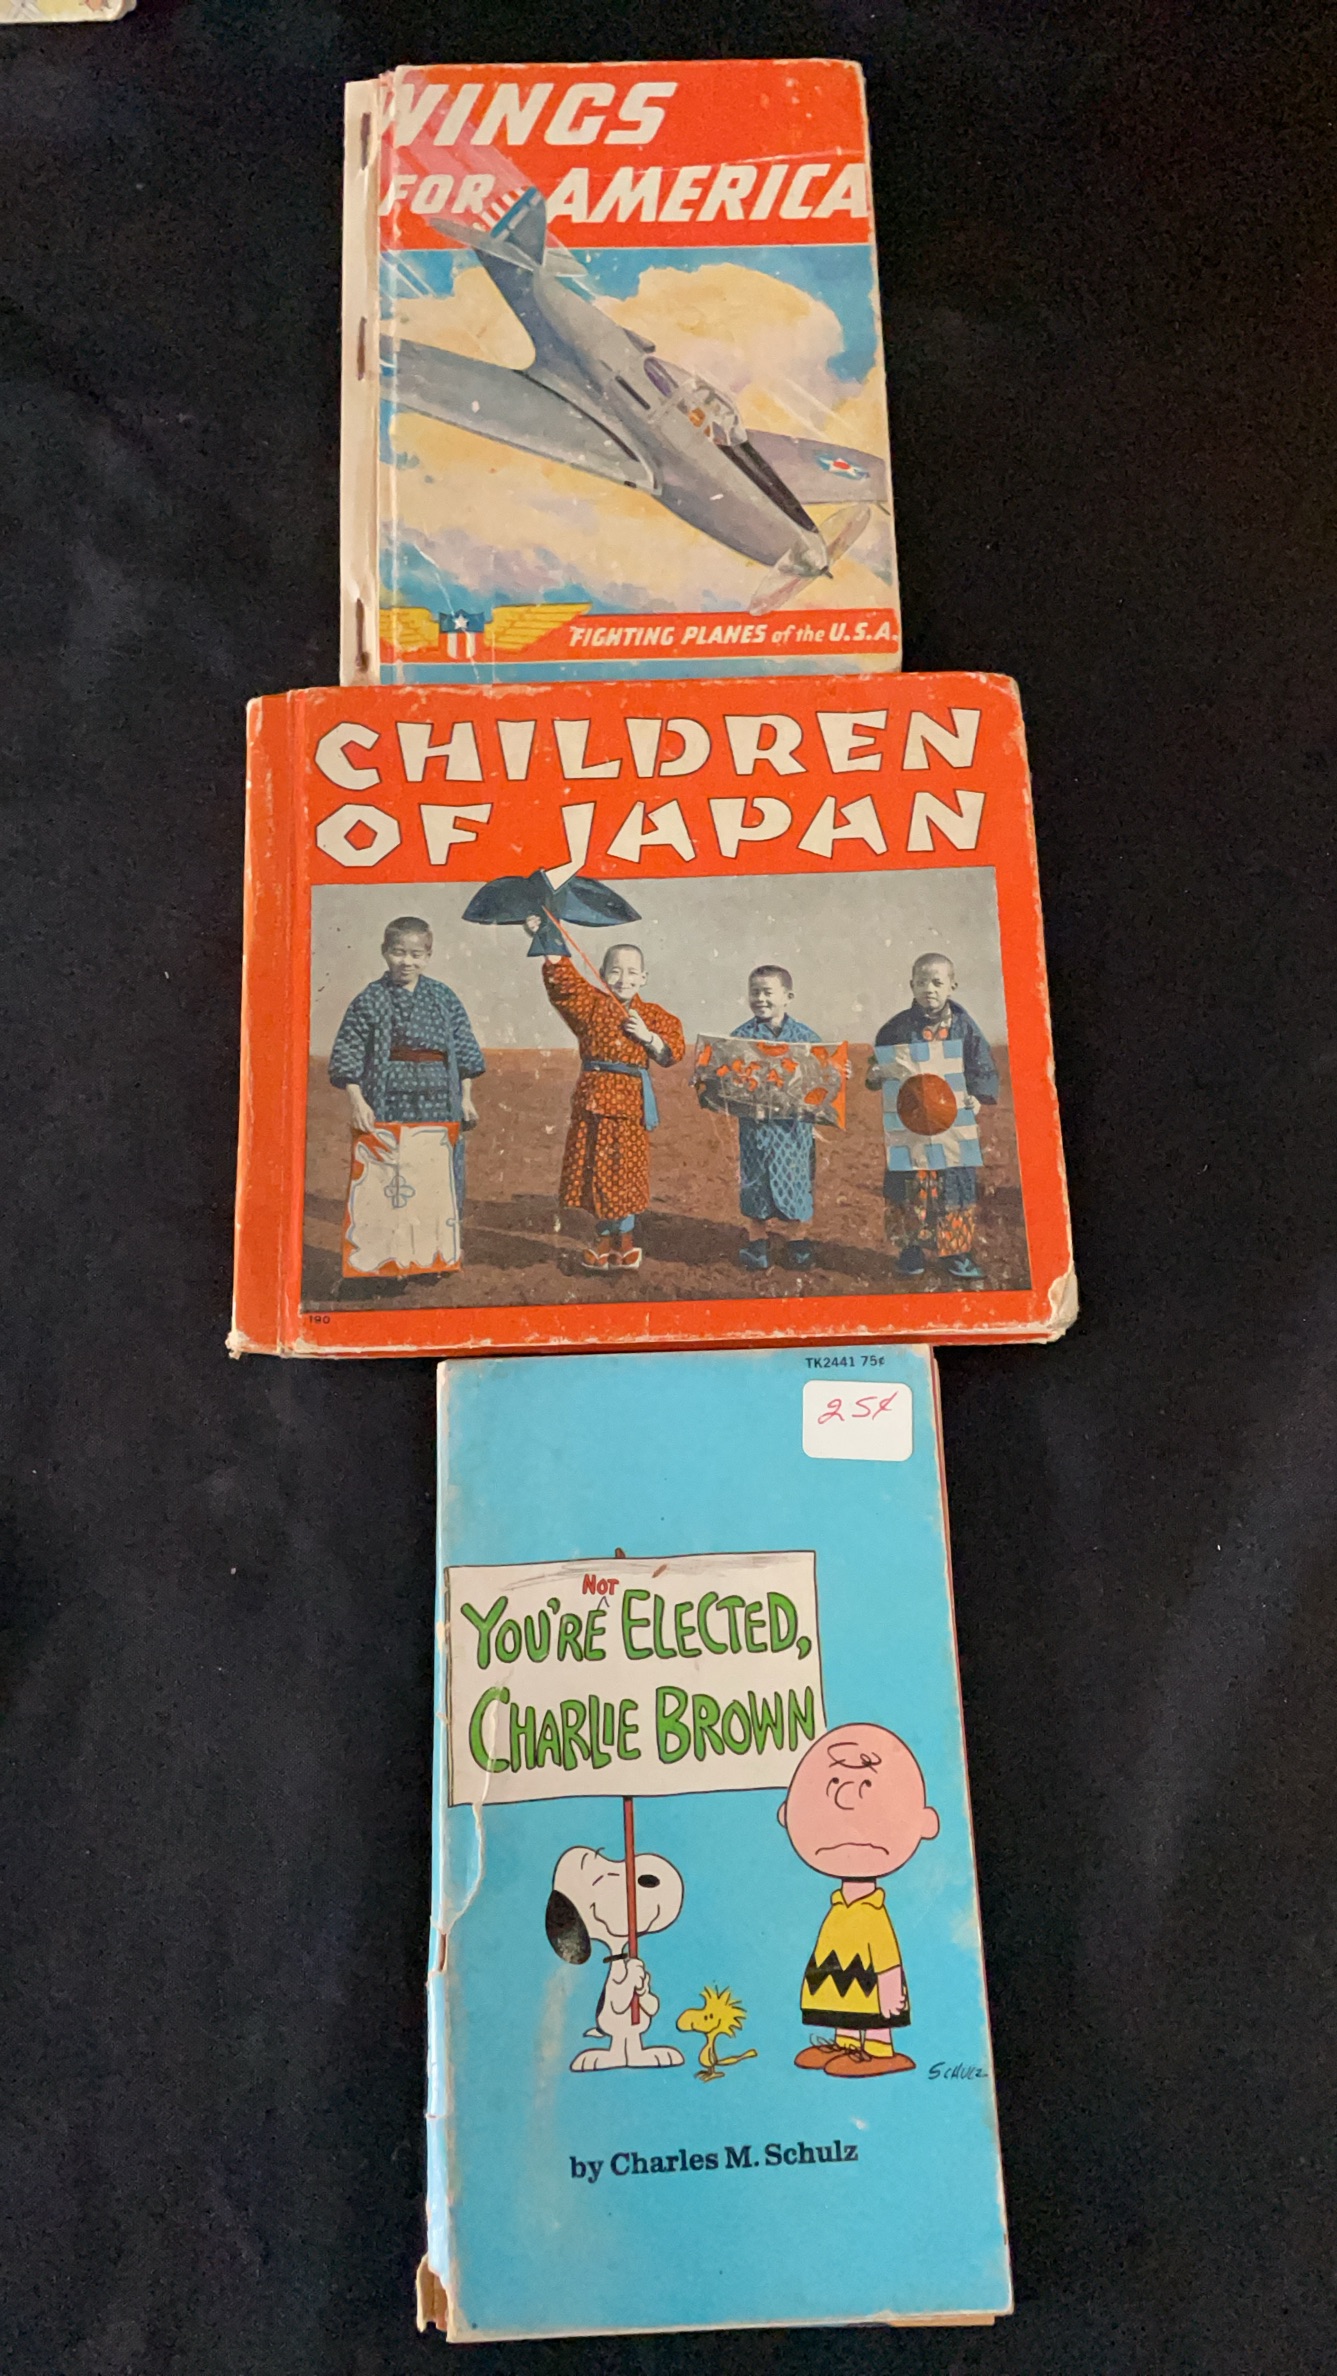 WINGS
FOR AMERICA
FIGHTING PLANES of the U.S.A.
CHILDREN
OF JAPAN
190
TK2441 75¢
25¢
NOT
YOU'RE ^ ELECTED,
CHARLIE BROWN
SCHULZ
by Charles M. Schulz